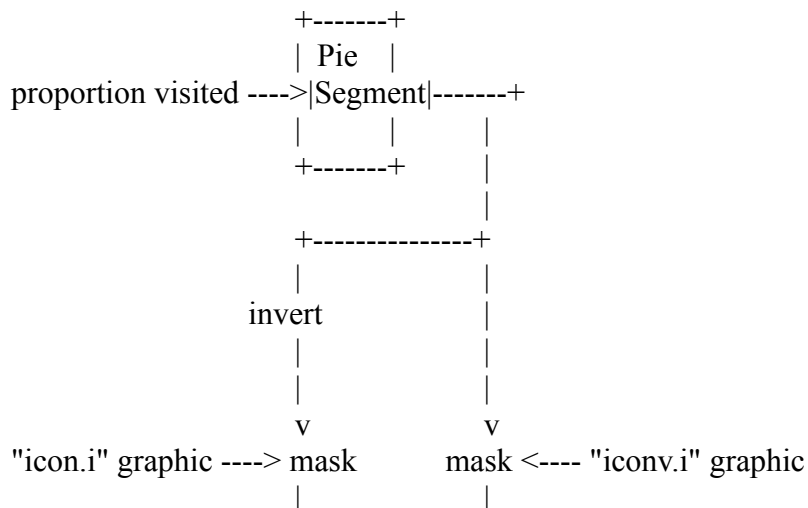 +-------+
| Pie |
proportion visited ---->|Segment|-------+
| | |
+-------+ |
|
+---------------+
| |
invert |
| |
| |
v v
"icon.i" graphic ----> mask mask <---- "iconv.i" graphic
| |